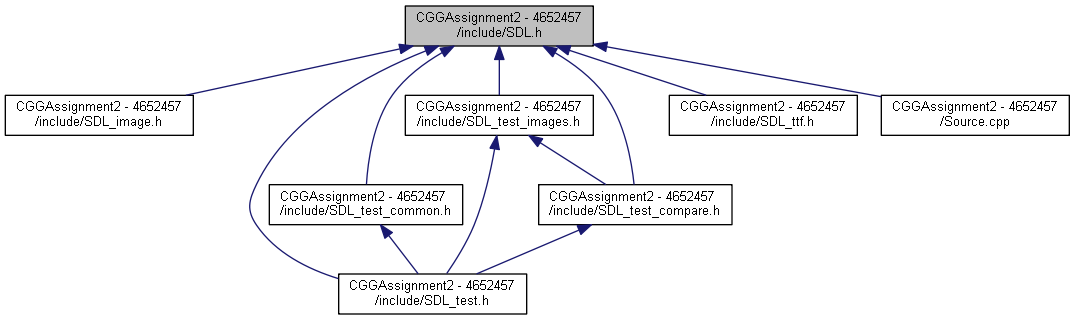 CGGAssignment2 - 4652457
/include/SDL.h
CGGAssignment2 - 4652457
/include/SDL_image.h
CGGAssignment2 - 4652457
/include/SDL_test_images.h
CGGAssignment2 - 4652457
/include/SDL_ttf.h
CGGAssignment2 - 4652457
/Source.cpp
CGGAssignment2 - 4652457
/include/SDL_test_common.h
CGGAssignment2 - 4652457
/include/SDL_test_compare.h
CGGAssignment2 - 4652457
/include/SDL_test.h